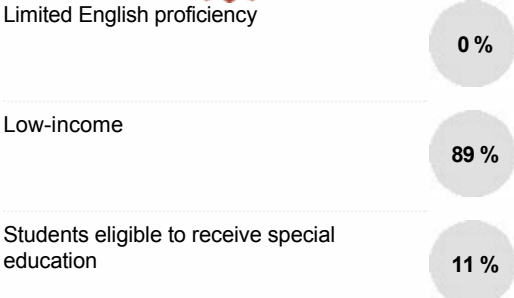 Limited English proficiency
0 %
Low-income
89 %
Students eligible to receive special
education
11 %